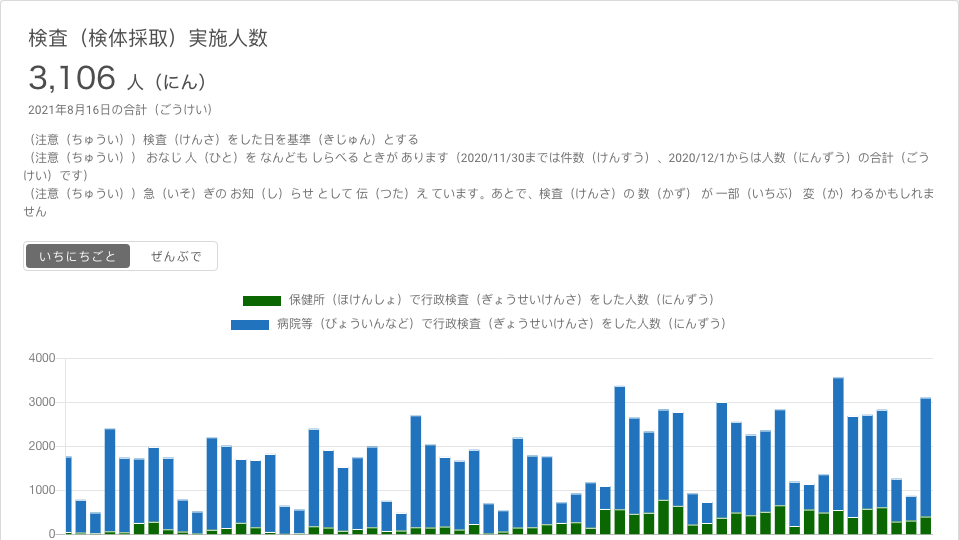 検査（検体採取）実施人数
3,106 人（にん）
2021年8月16日の合計（ごうけい）
（注意（ちゅうい））検査（けんさ）をした日を基準（きじゅん）とする
（注意（ちゅうい）） おなじ 人（ひと）を なんども しらべる ときが あります（2020/11/30までは件数（けんすう）、2020/12/1からは人数（にんずう）の合計（ごう
けい）です）
（注意（ちゅうい））急（いそ）ぎの お知（し）らせ として 伝（つた）え ています。あとで、検査（けんさ）の 数（かず） が 一部（いちぶ） 変（か）わるかもしれま
せん
いちにちごと ぜんぶで
保健所（ほけんしょ）で行政検査（ぎょうせいけんさ）をした人数（にんずう）
病院等（びょういんなど）で行政検査（ぎょうせいけんさ）をした人数（にんずう）
4000
3000
2000
1000
0